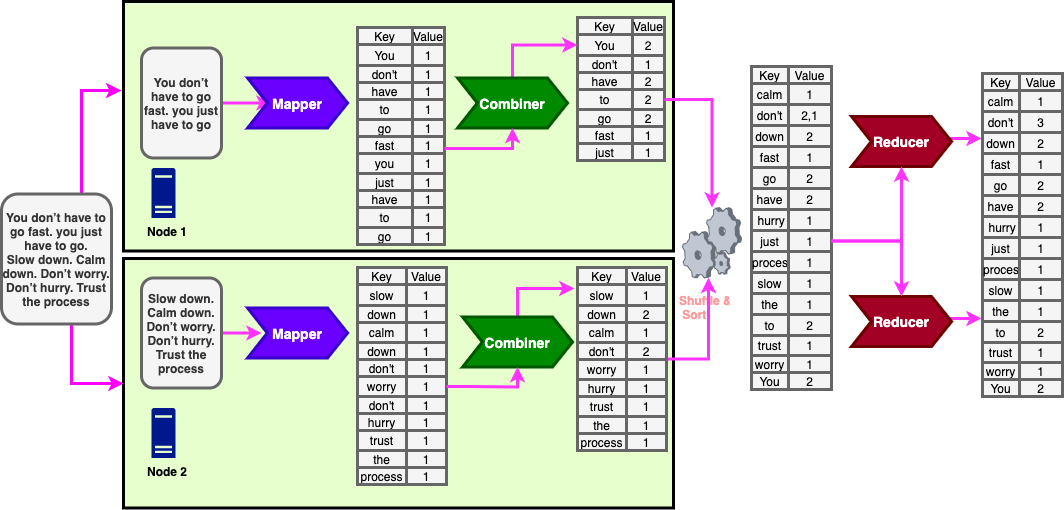 You don't have to
go fast. you just
have to go.
Slow down. Calm
down. Don't worry.
Don't hurry. Trust
the process
You don't
have to go
fast. you just
have to go
Node 1
Mapper
Key Value
You 1
don't 1
have 1
to 1
go 1
fast 1
you 1
just 1
have 1
to 1
go 1
Combiner
Key Value
You 2
don't 1
have 2
to 2
go 2
fast 1
just 1
Slow down.
Calm down.
Don't worry.
Don't hurry.
Trust the
process
Node 2
Mapper
Key Value
slow 1
down 1
calm 1
down 1
don't 1
worry 1
don't 1
hurry 1
trust 1
the 1
process 1
Combiner
Key Value
slow 1
down 2
calm 1
don't 2
worry 1
hurry 1
trust 1
the 1
process 1
Shuffle &
Sort
Key Value
calm 1
don't 2,1
down 2
fast 1
go 2
have 2
hurry 1
just 1
proces 1
slow 1
the 1
to 2
trust 1
worry 1
You 2
Reducer
Reducer
Key Value
calm 1
don't 3
down 2
fast 1
go 2
have 2
hurry 1
just 1
proces 1
slow 1
the 1
to 2
trust 1
worry 1
You 2